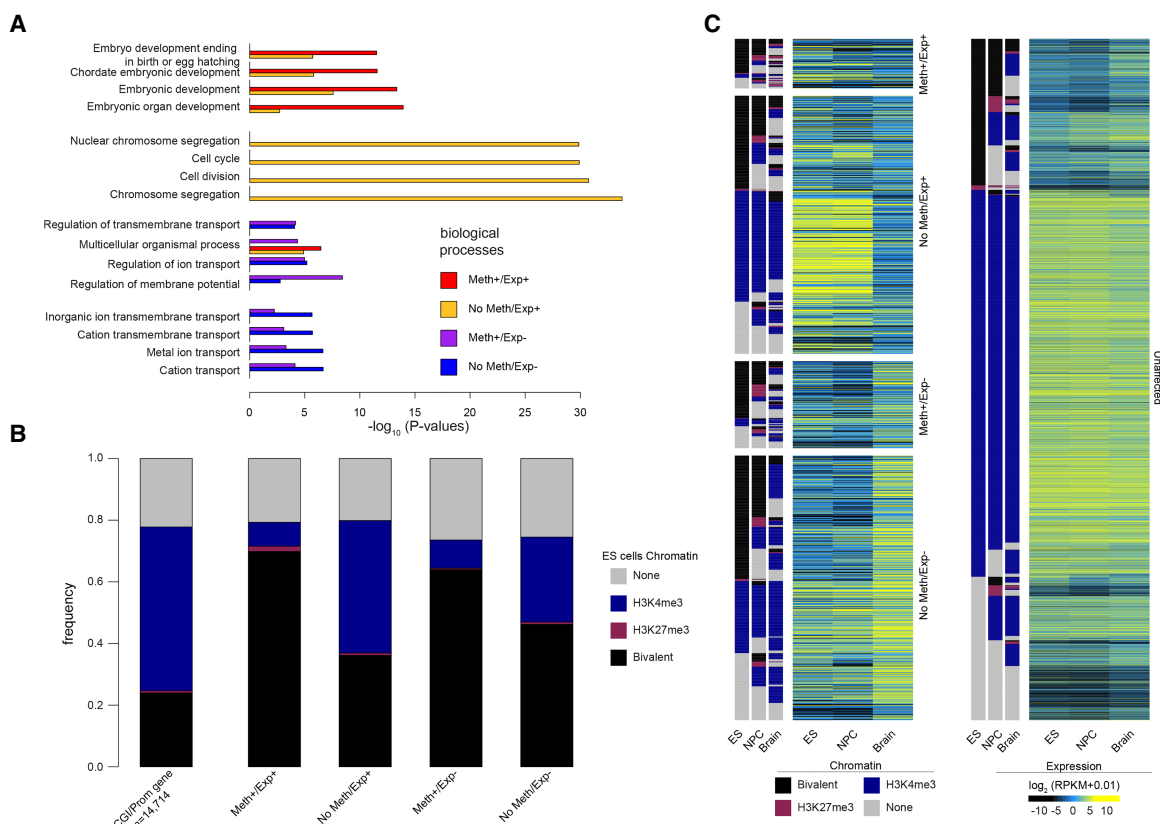 A
Embryo development ending
in birth or egg hatching
Chordate embryonic development
Embryonic development
Embryonic organ development
Nuclear chromosome segregation
Cell cycle
Cell division
Chromosome segregation
Regulation of transmembrane transport
Multicellular organismal process
Regulation of ion transport
Regulation of membrane potential
Inorganic ion transmembrane transport
Cation transmembrane transport
Metal ion transport
Cation transport
biological
processes
Meth+/Exp+
No Meth/Exp+
Meth+/Exp-
No Meth/Exp-
0 5 10 15 20 25 30
-log10 (P-values)
B
frequency
1.0
0.8
0.6
0.4
0.2
0.0
CGI/Prom gene
=14,714
Meth+/Exp+
No Meth/Exp+
Meth+/Exp-
No Meth/Exp-
ES cells Chromatin
None
H3K4me3
H3K27me3
Bivalent
C
Meth+/Exp+
No Meth/Exp+
Meth+/Exp-
No Meth/Exp-
Unaffected
ES NPC Brain ES NPC Brain
ES NPC Brain ES NPC Brain
Chromatin
Bivalent H3K4me3
H3K27me3 None
Expression
log2 (RPKM+0.01)
-10 -5 0 5 10